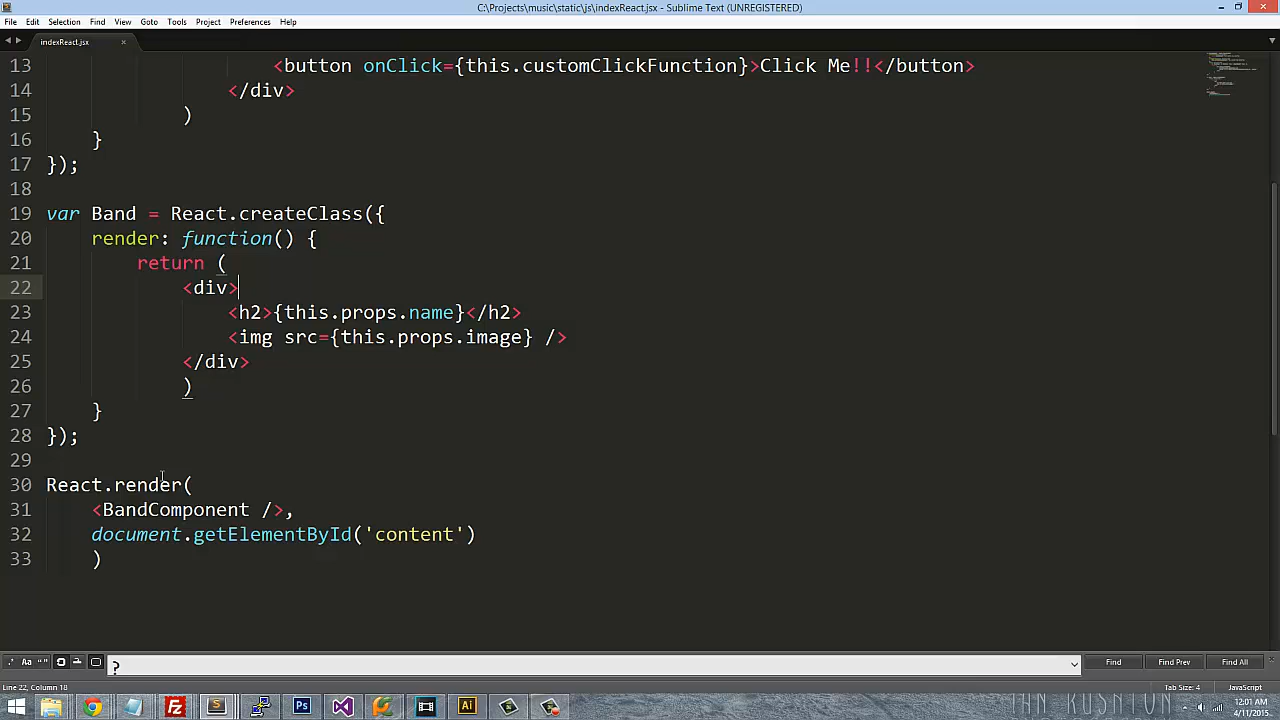 C:\Projects\music\static\js\indexReact.jsx - Sublime Text (UNREGISTERED)
File Edit Selection Find View Goto Tools Project Preferences Help
indexReact.jsx
13 <button onClick={this.customClickFunction}>Click Me!!</button>
14 </div>
15 )
16 }
17 });
18
19 var Band = React.createClass({
20 render: function() {
21 return (
22 <div>
23 <h2>{this.props.name}</h2>
24 <img src={this.props.image} />
25 </div>
26 )
27 }
28 });
29
30 React.render(
31 <BandComponent />,
32 document.getElementById('content')
33 )
.* Aa "" ? Find Find Prev Find All
Line 22, Column 18 Tab Size: 4 JavaScript
IAN RUSHTON
12:01 AM
4/11/2015